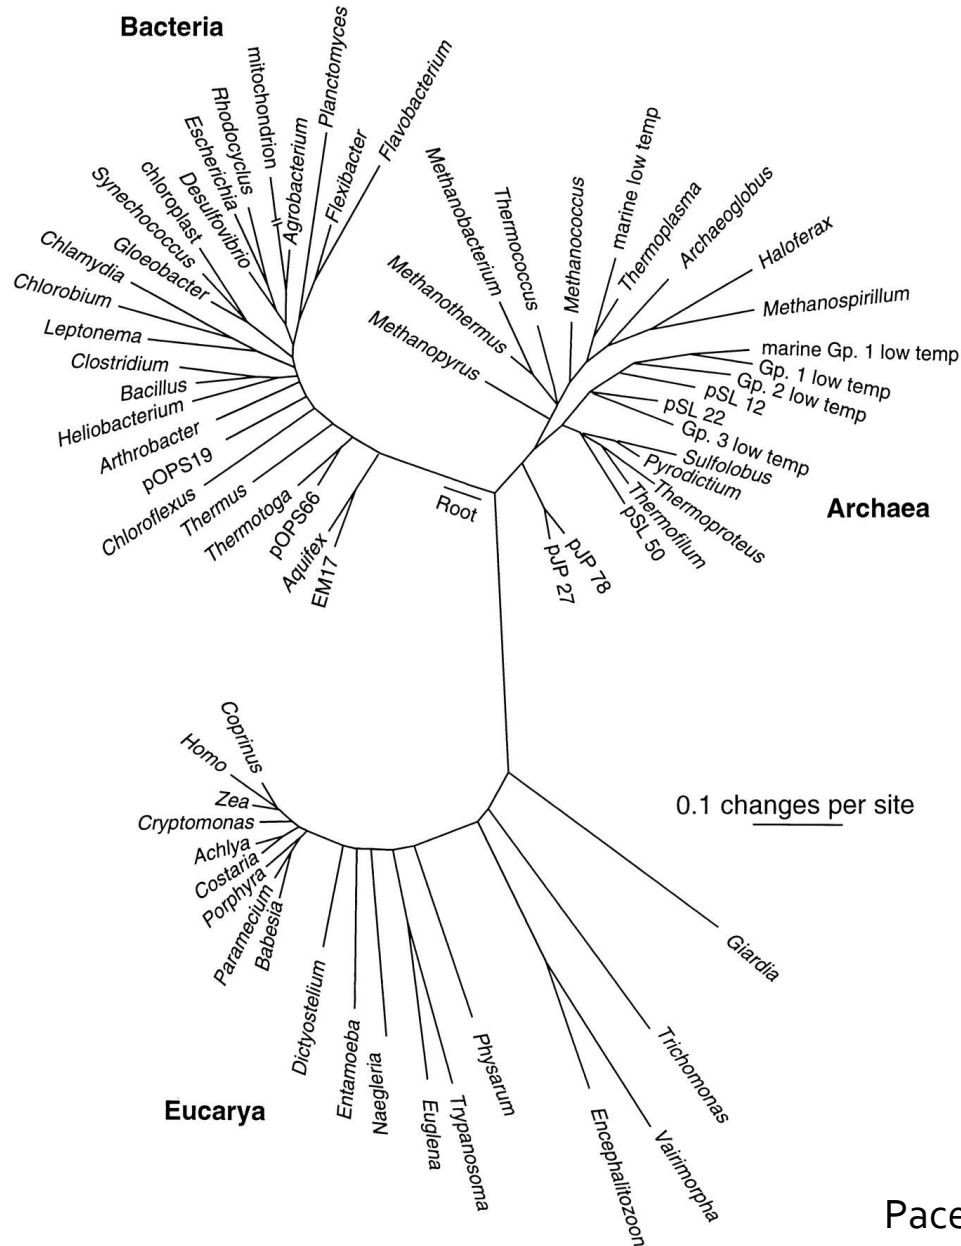 Bacteria
mitochondrion
Planctomyces
Rhodocyclus
Escherichia
Desulfovibrio
Agrobacterium
Flexibacter
Flavobacterium
chloroplast
Synechococcus
Gloeobacter
Chlamydia
Chlorobium
Leptonema
Clostridium
Bacillus
Heliobacterium
Arthrobacter
pOPS19
Chloroflexus
Thermus
Thermotoga
pOPS66
Aquifex
EM17
Root
Methanopyrus
Methanothermus
Methanobacterium
Thermococcus
Methanococcus
marine low temp
Thermoplasma
Archaeoglobus
Haloferax
Methanospirillum
marine Gp. 1 low temp
Gp. 1 low temp
Gp. 2 low temp
pSL 12
pSL 22
Gp. 3 low temp
Sulfolobus
Pyrodictium
Thermoproteus
Thermofilum
pSL 50
pJP 78
pJP 27
Archaea
Coprinus
Homo
Zea
Cryptomonas
Achlya
Costaria
Porphyra
Paramecium
Babesia
Dictyostelium
Entamoeba
Naegleria
Euglena
Trypanosoma
Physarum
Encephalitozoon
Vairimorpha
Trichomonas
Giardia
0.1 changes per site
Eucarya
Pace